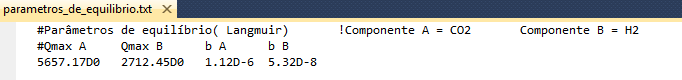 parametros_de_equilibrio.txt
#Parâmetros de equilíbrio( Langmuir) !Componente A = CO2 Componente B = H2
#Qmax A Qmax B b A b B
5657.17D0 2712.45D0 1.12D-6 5.32D-8